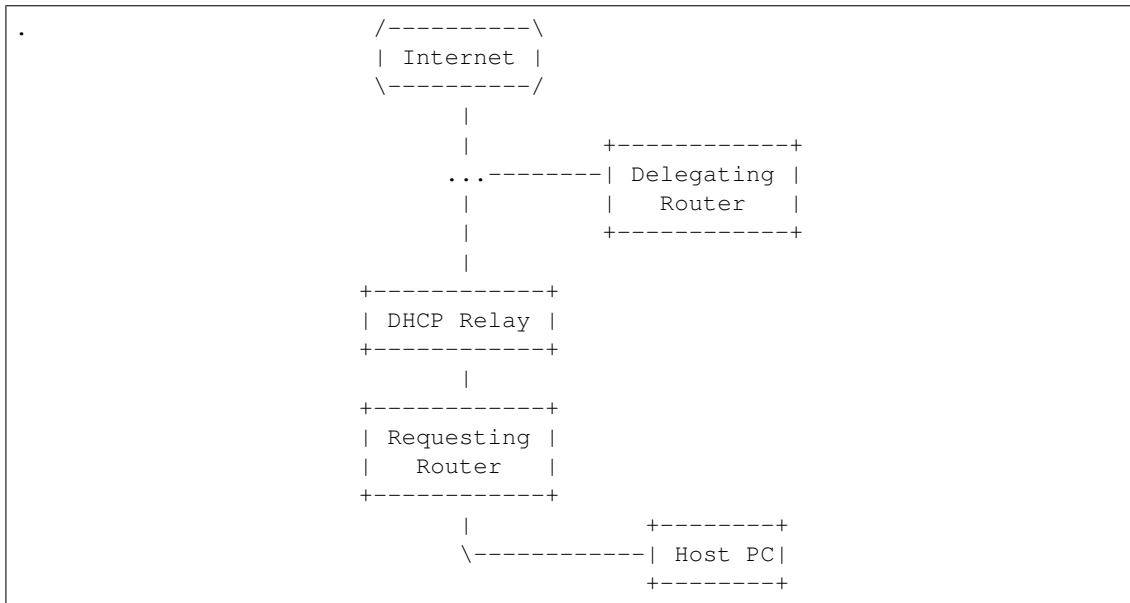 .                       /----------\
                        | Internet |
                        \----------/
                              |
                              |         +------------+
                             ...--------| Delegating |
                              |         |   Router   |
                              |         +------------+
                              |
                       +------------+
                       | DHCP Relay |
                       +------------+
                              |
                       +------------+
                       | Requesting |
                       |   Router   |
                       +------------+
                              |            +--------+
                              \------------| Host PC|
                                           +--------+